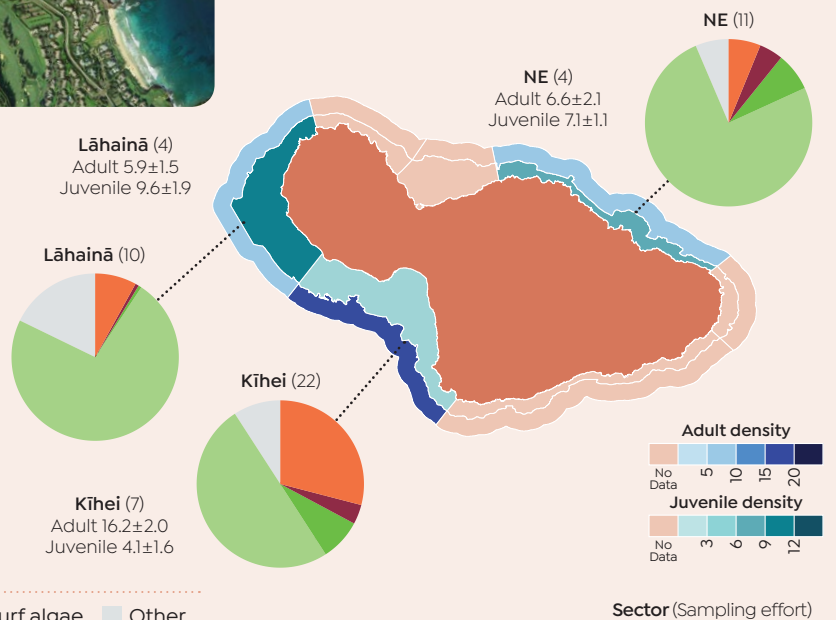 NE (11)
NE (4)
Adult 6.6±2.1
Juvenile 7.1±1.1
Lāhainā (4)
Adult 5.9±1.5
Juvenile 9.6±1.9
Lāhainā (10)
Kīhei (22)
Kīhei (7)
Adult 16.2±2.0
Juvenile 4.1±1.6
Adult density
No Data 5 10 15 20
Juvenile density
No Data 3 6 9 12
algae Other
Sector (Sampling effort)